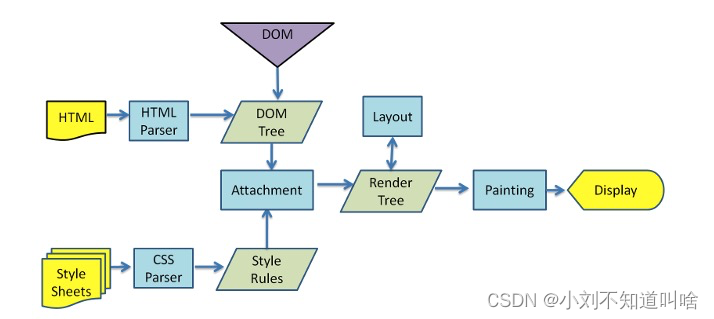 DOM
HTML
HTML
Parser
DOM
Tree
Layout
Attachment
Render
Tree
Painting
Display
Style
Sheets
CSS
Parser
Style
Rules
CSDN @小刘不知道叫啥